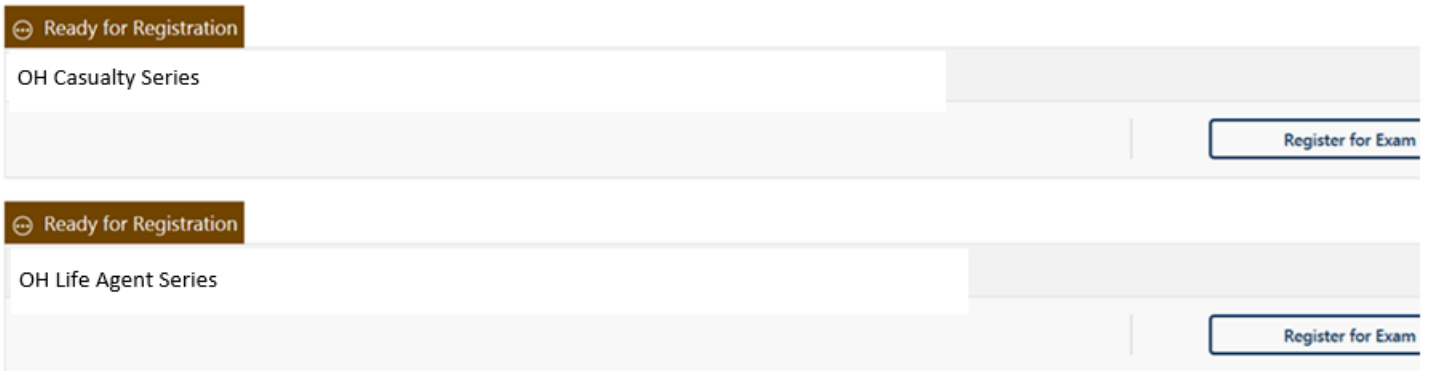 Ready for Registration
OH Casualty Series
Register for Exam
Ready for Registration
OH Life Agent Series
Register for Exam